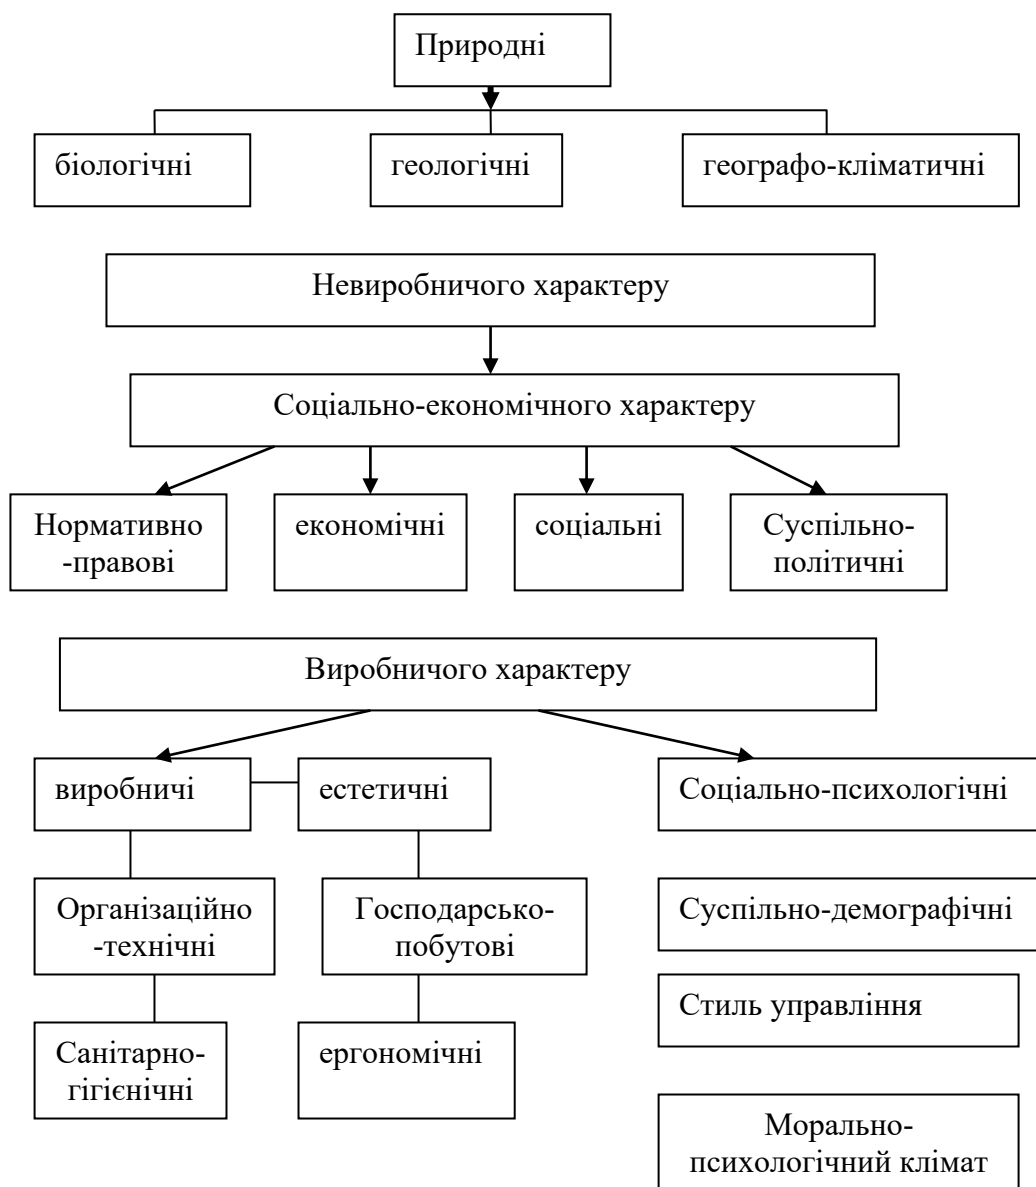 Природні
біологічні
геологічні
географо-кліматичні
Невиробничого характеру
Соціально-економічного характеру
Нормативно
-правові
економічні
соціальні
Суспільно-
політичні
Виробничого характеру
виробничі
естетичні
Соціально-психологічні
Організаційно
-технічні
Господарсько-
побутові
Суспільно-демографічні
Стиль управління
Санітарно-
гігієнічні
ергономічні
Морально-
психологічний клімат